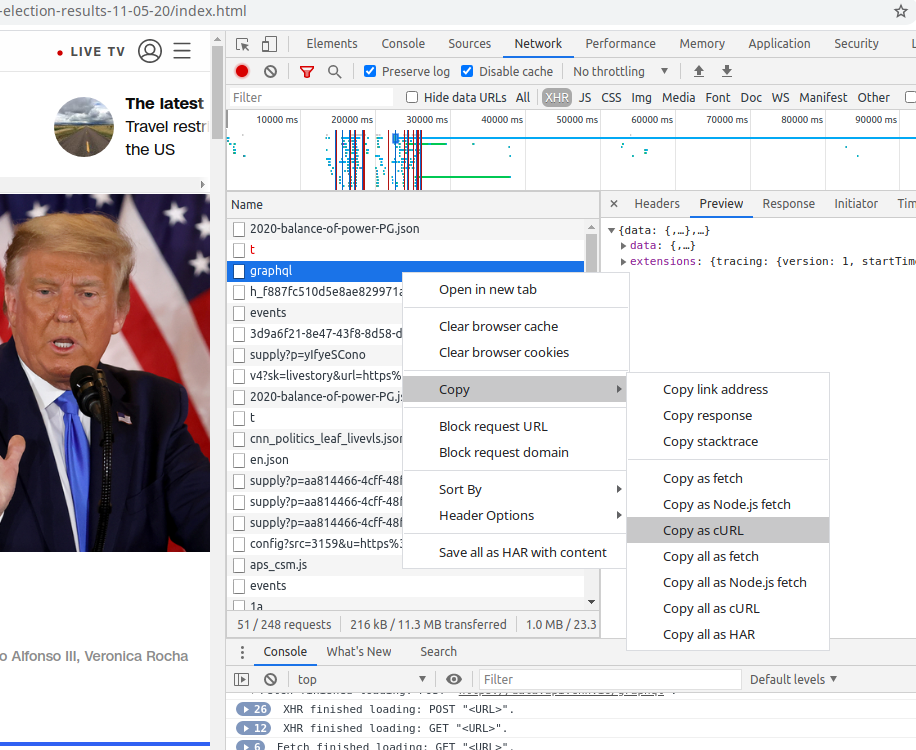 -election-results-11-05-20/index.html
LIVE TV
The latest
Travel restr
the US
o Alfonso III, Veronica Rocha
Elements Console Sources Network Performance Memory Application Security
Preserve log Disable cache No throttling
Filter Hide data URLs All XHR JS CSS Img Media Font Doc WS Manifest Other
10000 ms 20000 ms 30000 ms 40000 ms 50000 ms 60000 ms 70000 ms 80000 ms 90000 ms
Name
2020-balance-of-power-PG.json
t
graphql
h_f887fc510d5e8ae829971a
events
3d9a6f21-8e47-43f8-8d58-d
supply?p=yIfyeSCono
v4?sk=livestory&url=https%
2020-balance-of-power-PG.js
t
cnn_politics_leaf_livevls.json
en.json
supply?p=aa814466-4cff-48f
supply?p=aa814466-4cff-48f
supply?p=aa814466-4cff-48f
config?src=3159&u=https%3
aps_csm.js
events
1a
51 / 248 requests 216 kB / 11.3 MB transferred 1.0 MB / 23.3
× Headers Preview Response Initiator Tim
{data: {,…},…}
data: {,…}
extensions: {tracing: {version: 1, startTime
Open in new tab
Clear browser cache
Clear browser cookies
Copy
Block request URL
Block request domain
Sort By
Header Options
Save all as HAR with content
Copy link address
Copy response
Copy stacktrace
Copy as fetch
Copy as Node.js fetch
Copy as cURL
Copy all as fetch
Copy all as Node.js fetch
Copy all as cURL
Copy all as HAR
Console What's New Search
top Filter Default levels
26 XHR finished loading: POST "<URL>".
12 XHR finished loading: GET "<URL>".
6 Fetch finished loading: GET "<URL>".